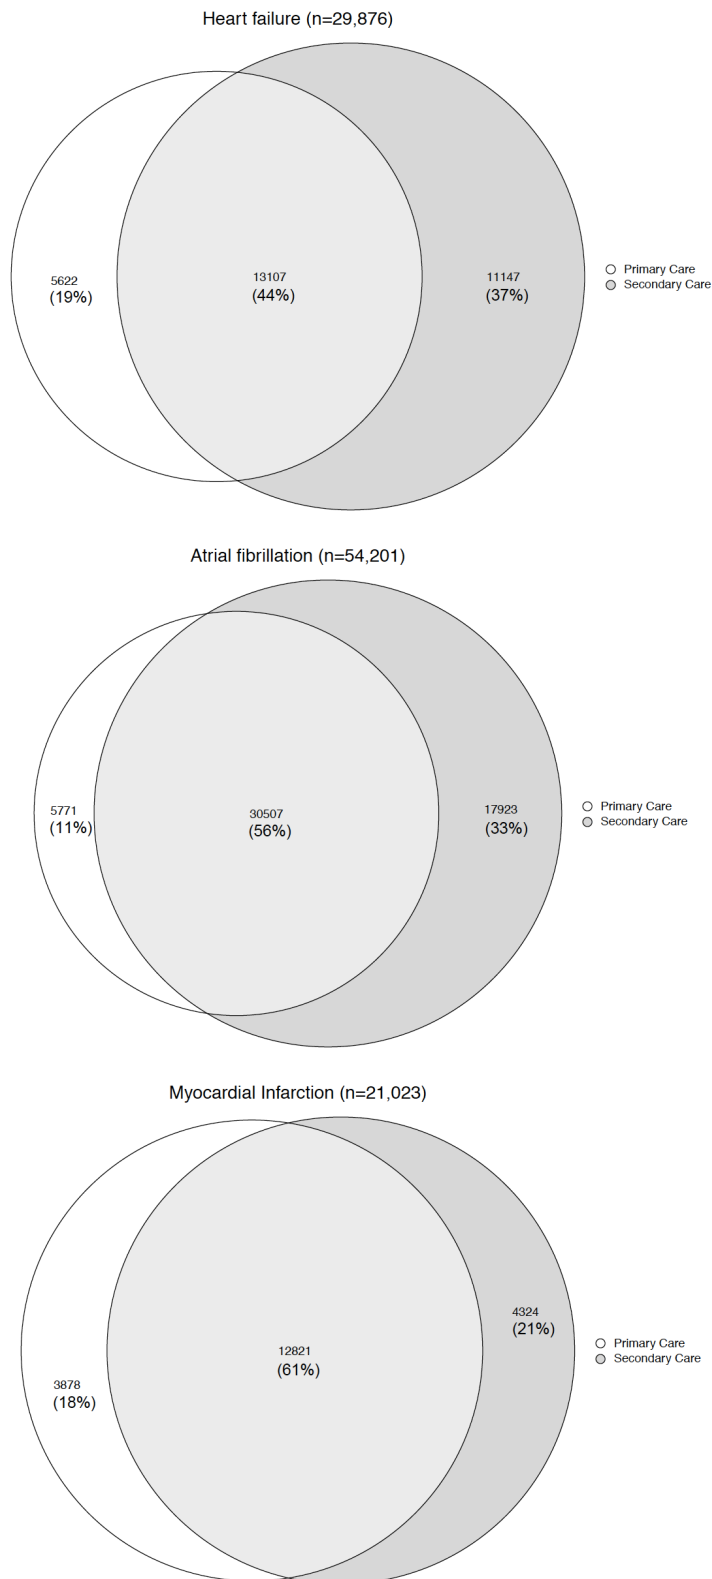 Heart failure (n=29,876)
5622
(19%)
13107
(44%)
11147
(37%)
Primary Care
Secondary Care
Atrial fibrillation (n=54,201)
5771
(11%)
30507
(56%)
17923
(33%)
Primary Care
Secondary Care
Myocardial Infarction (n=21,023)
3878
(18%)
12821
(61%)
4324
(21%)
Primary Care
Secondary Care